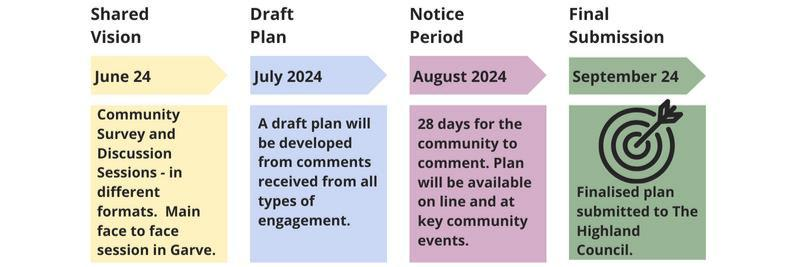 Shared
Vision
June 24
Community
Survey and
Discussion
Sessions - in
different
formats.  Main
face to face
session in Garve.
Draft
Plan
July 2024
A draft plan will
be developed
from comments
received from all
types of
engagement.
Notice
Period
August 2024
28 days for the
community to
comment. Plan
will be available
on line and at
key community
events.
Final
Submission
September 24
Finalised plan
submitted to The
Highland
Council.